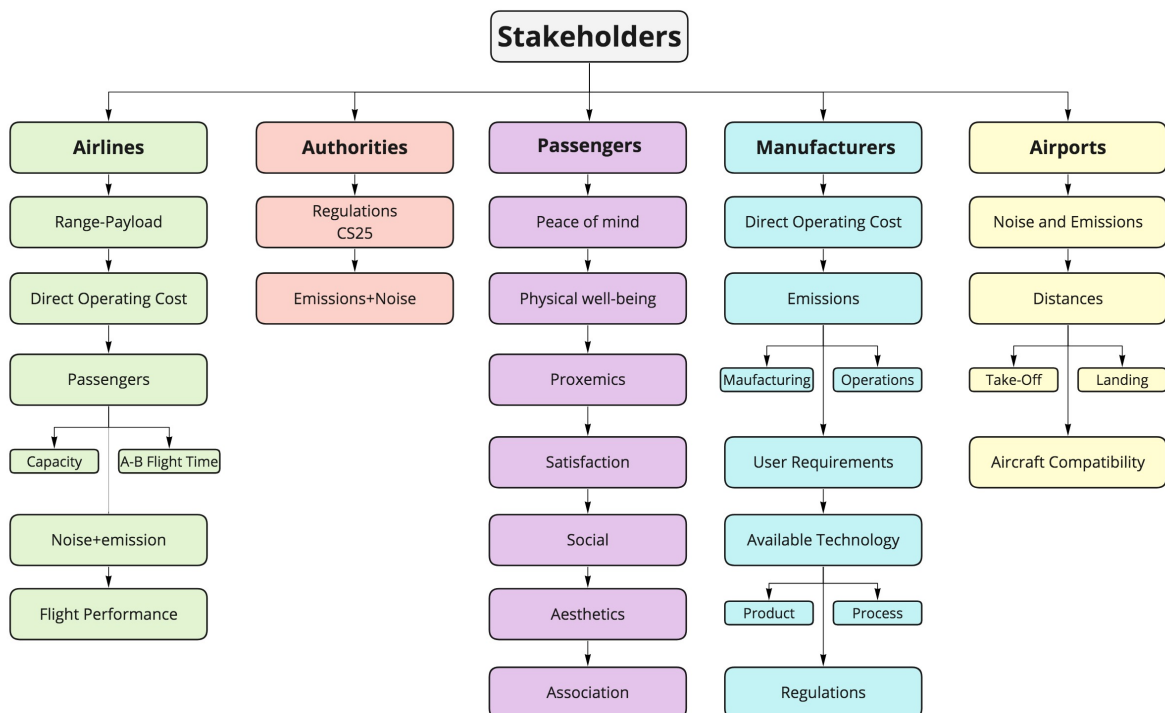 Stakeholders
Airlines
Range-Payload
Direct Operating Cost
Passengers
Capacity
A-B Flight Time
Noise+emission
Flight Performance
Authorities
Regulations
CS25
Emissions+Noise
Passengers
Peace of mind
Physical well-being
Proxemics
Satisfaction
Social
Aesthetics
Association
Manufacturers
Direct Operating Cost
Emissions
Maufacturing
Operations
User Requirements
Available Technology
Product
Process
Regulations
Airports
Noise and Emissions
Distances
Take-Off
Landing
Aircraft Compatibility